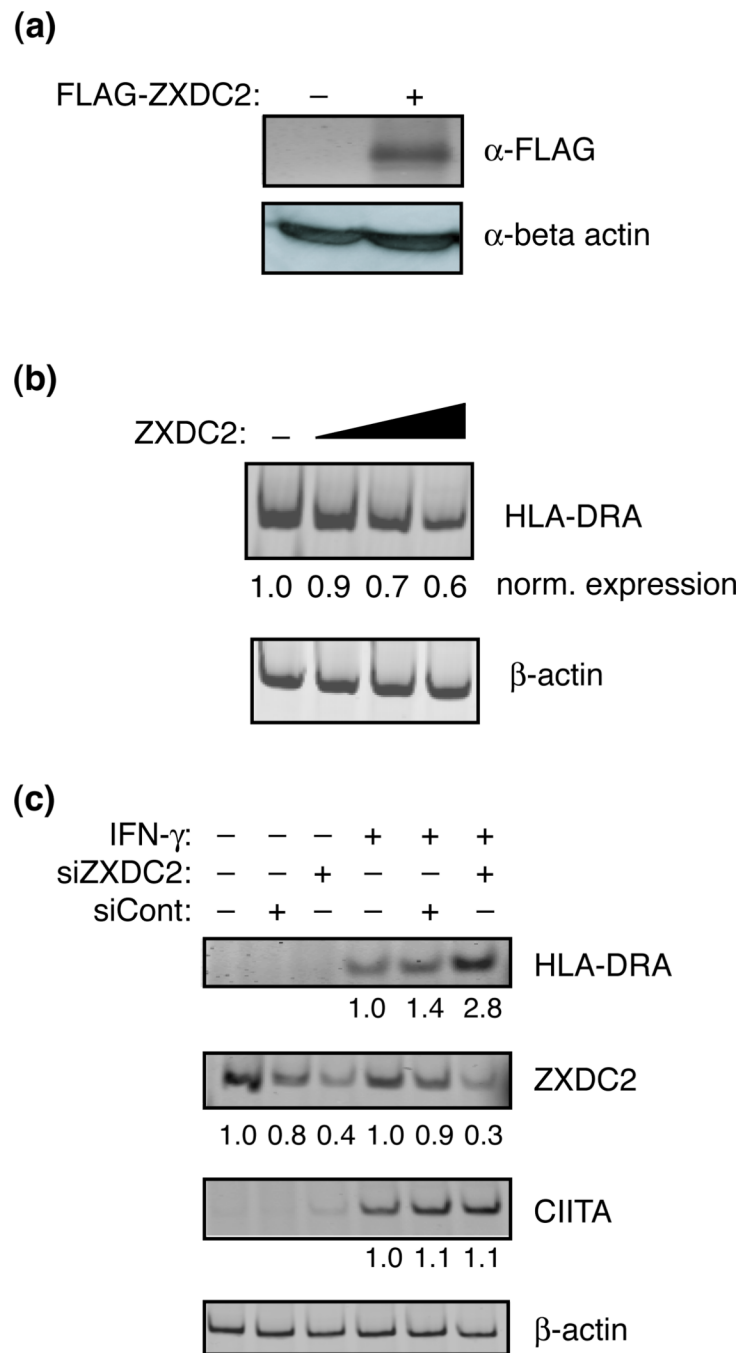 (a)
FLAG-ZXDC2: – +
α-FLAG
α-beta actin
(b)
ZXDC2: –
HLA-DRA
1.0 0.9 0.7 0.6 norm. expression
β-actin
(c)
IFN-γ: – – – + + +
siZXDC2: – – + – – +
siCont: – + – – + –
HLA-DRA
1.0 1.4 2.8
ZXDC2
1.0 0.8 0.4 1.0 0.9 0.3
CIITA
1.0 1.1 1.1
β-actin